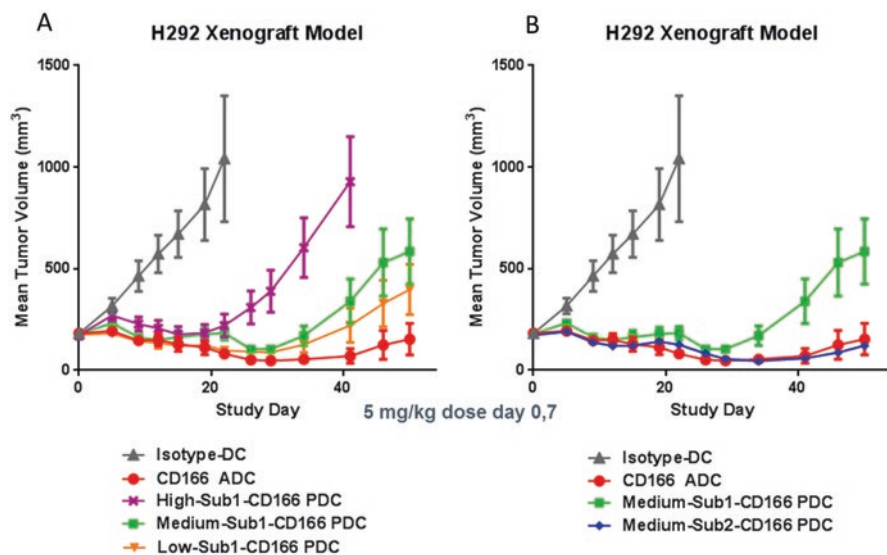 A
H292 Xenograft Model
Mean Tumor Volume (mm³)
1500
1000
500
0
0
20
40
Study Day
Isotype-DC
CD166 ADC
High-Sub1-CD166 PDC
Medium-Sub1-CD166 PDC
Low-Sub1-CD166 PDC
5 mg/kg dose day 0,7
B
H292 Xenograft Model
Mean Tumor Volume (mm³)
1500
1000
500
0
0
20
40
Study Day
Isotype-DC
CD166 ADC
Medium-Sub1-CD166 PDC
Medium-Sub2-CD166 PDC